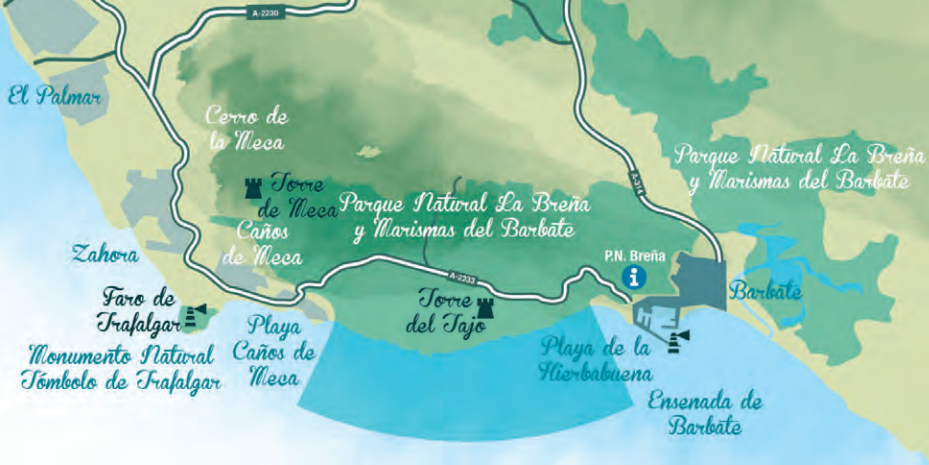 A-2230
El Palmar
Cerro de
la Meca
Torre
de Meca
Parque Natural La Breña
y Marismas del Barbate
Parque Natural La Breña
y Marismas del Barbate
A-314
Caños
de Meca
Zahora
P.N. Breña
i
A-2233
Barbate
Faro de
Trafalgar
Torre
del Tajo
Playa
Caños de
Meca
Monumento Natural
Tómbolo de Trafalgar
Playa de la
Hierbabuena
Ensenada de
Barbate